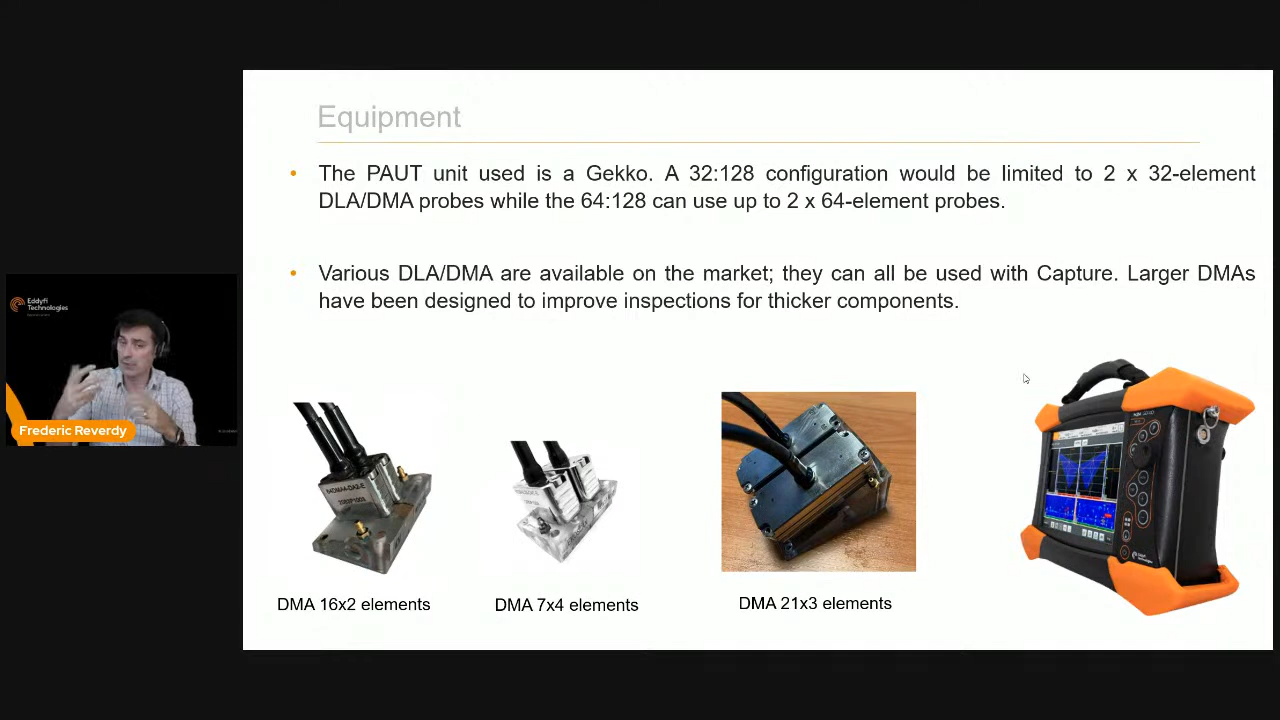 Equipment
• The PAUT unit used is a Gekko. A 32:128 configuration would be limited to 2 x 32-element
DLA/DMA probes while the 64:128 can use up to 2 x 64-element probes.
• Various DLA/DMA are available on the market; they can all be used with Capture. Larger DMAs
have been designed to improve inspections for thicker components.
Eddyfi
Technologies
Frederic Reverdy
DMA 16x2 elements
DMA 7x4 elements
DMA 21x3 elements